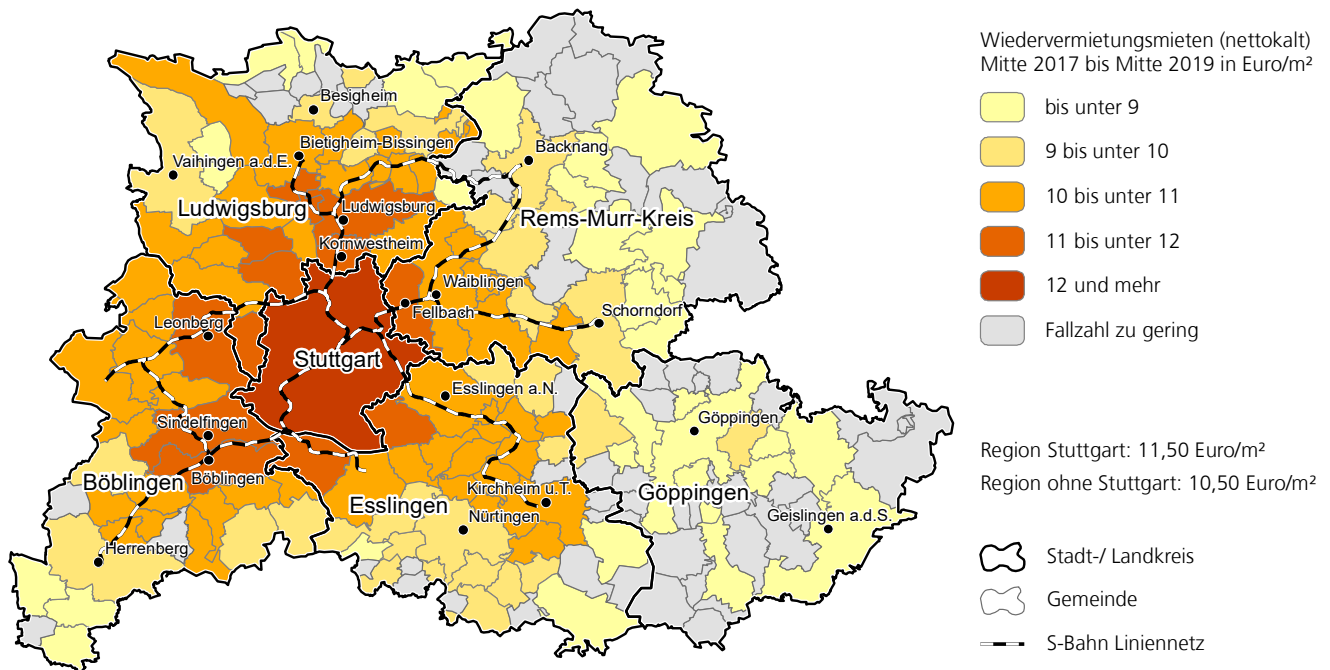 Wiedervermietungsmieten (nettokalt)
Mitte 2017 bis Mitte 2019 in Euro/m²
bis unter 9
9 bis unter 10
10 bis unter 11
11 bis unter 12
12 und mehr
Fallzahl zu gering
Region Stuttgart: 11,50 Euro/m²
Region ohne Stuttgart: 10,50 Euro/m²
Stadt-/ Landkreis
Gemeinde
S-Bahn Liniennetz
Besigheim
Bietigheim-Bissingen
Vaihingen a.d.E.
Backnang
Ludwigsburg
Ludwigsburg
Rems-Murr-Kreis
Kornwestheim
Waiblingen
Fellbach
Schorndorf
Leonberg
Stuttgart
Esslingen a.N.
Göppingen
Sindelfingen
Böblingen
Böblingen
Kirchheim u.T.
Göppingen
Esslingen
Nürtingen
Geislingen a.d.S.
Herrenberg